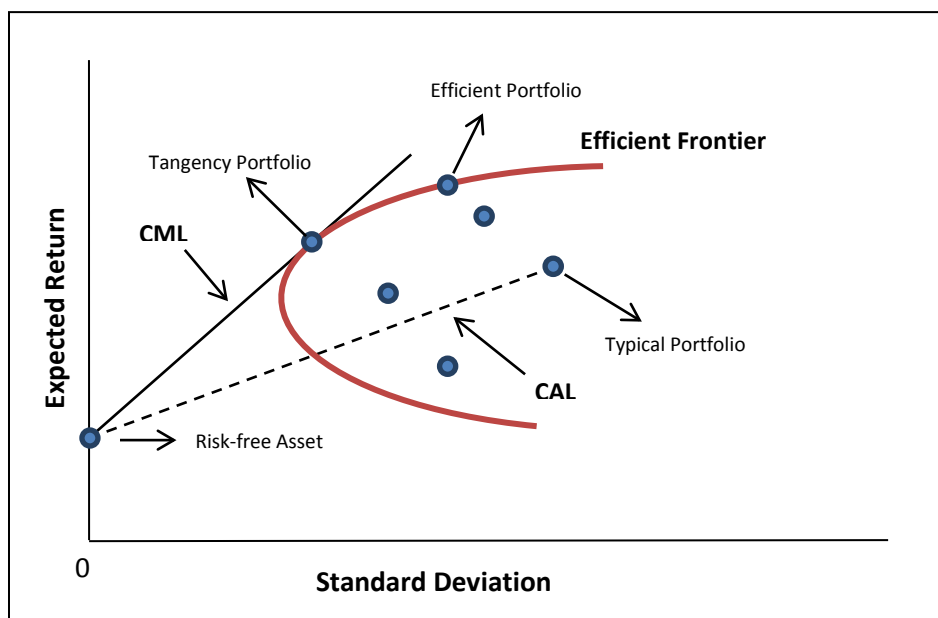 Efficient Portfolio
Efficient Frontier
Tangency Portfolio
CML
Expected Return
Typical Portfolio
CAL
Risk-free Asset
0
Standard Deviation